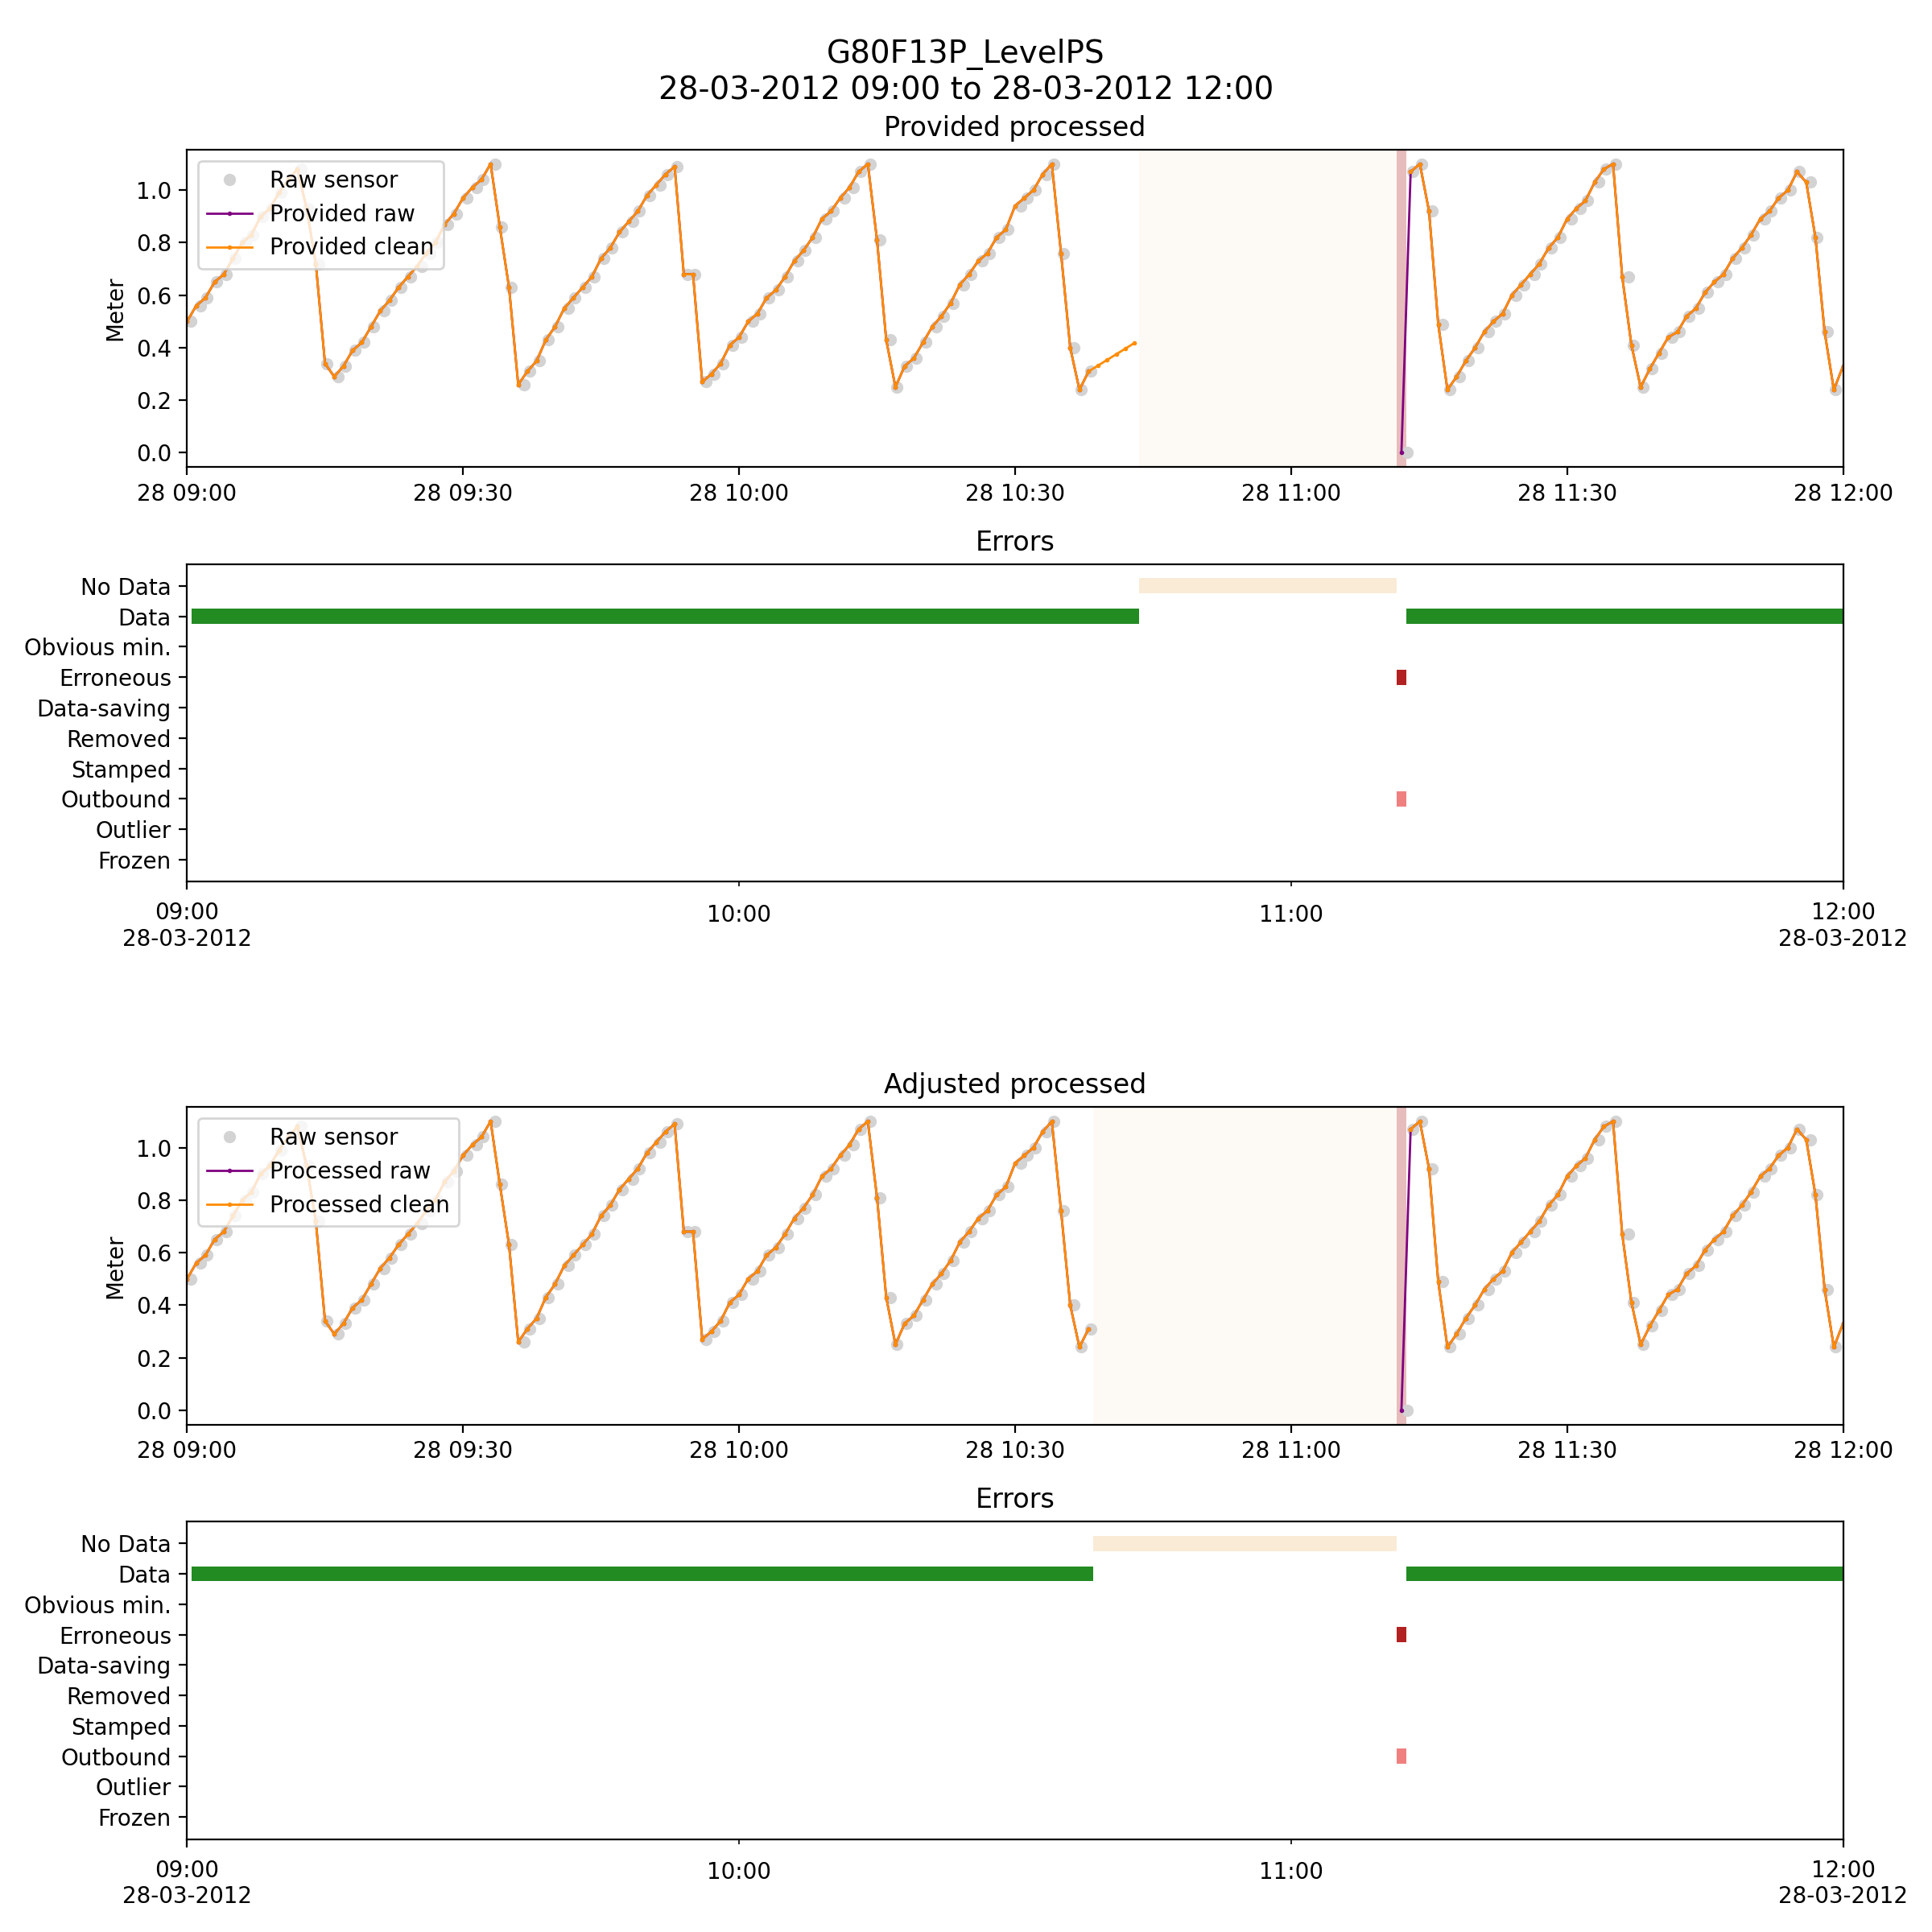 G80F13P_LevelPS
28-03-2012 09:00 to 28-03-2012 12:00
Provided processed
Raw sensor
Provided raw
Provided clean
Meter
1.0
0.8
0.6
0.4
0.2
0.0
28 09:00 28 09:30 28 10:00 28 10:30 28 11:00 28 11:30 28 12:00
Errors
No Data
Data
Obvious min.
Erroneous
Data-saving
Removed
Stamped
Outbound
Outlier
Frozen
09:00 10:00 11:00 12:00
28-03-2012 28-03-2012
Adjusted processed
Raw sensor
Processed raw
Processed clean
Meter
1.0
0.8
0.6
0.4
0.2
0.0
28 09:00 28 09:30 28 10:00 28 10:30 28 11:00 28 11:30 28 12:00
Errors
No Data
Data
Obvious min.
Erroneous
Data-saving
Removed
Stamped
Outbound
Outlier
Frozen
09:00 10:00 11:00 12:00
28-03-2012 28-03-2012